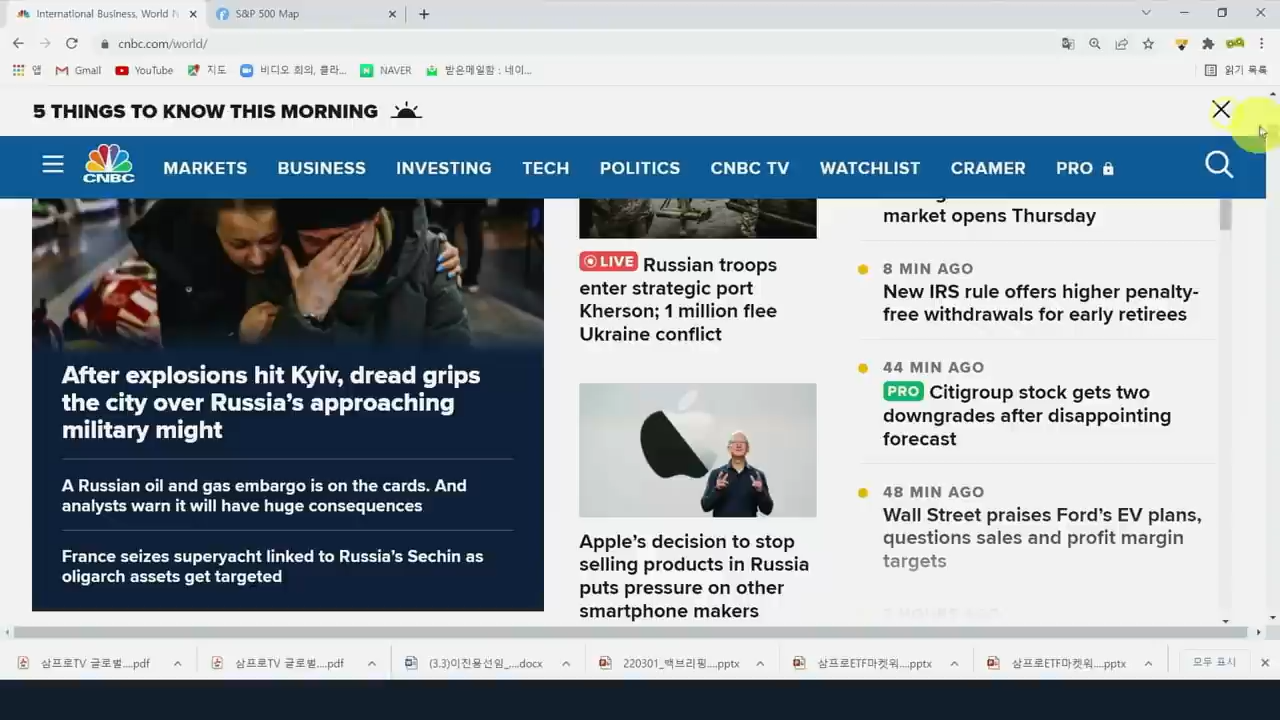 International Business, World N
S&P 500 Map
cnbc.com/world/
앱
Gmail
YouTube
지도
비디오 회의, 클라...
NAVER
받은메일함 : 네이...
읽기 목록
5 THINGS TO KNOW THIS MORNING
CNBC
MARKETS
BUSINESS
INVESTING
TECH
POLITICS
CNBC TV
WATCHLIST
CRAMER
PRO
After explosions hit Kyiv, dread grips
the city over Russia's approaching
military might
A Russian oil and gas embargo is on the cards. And
analysts warn it will have huge consequences
France seizes superyacht linked to Russia's Sechin as
oligarch assets get targeted
LIVE Russian troops
enter strategic port
Kherson; 1 million flee
Ukraine conflict
Apple's decision to stop
selling products in Russia
puts pressure on other
smartphone makers
market opens Thursday
8 MIN AGO
New IRS rule offers higher penalty-
free withdrawals for early retirees
44 MIN AGO
PRO Citigroup stock gets two
downgrades after disappointing
forecast
48 MIN AGO
Wall Street praises Ford's EV plans,
questions sales and profit margin
targets
삼프로TV 글로벌....pdf
삼프로TV 글로벌....pdf
(3.3)이진용선임_....docx
220301_백브리핑....pptx
삼프로ETF마켓워....pptx
삼프로ETF마켓워....pptx
모두 표시